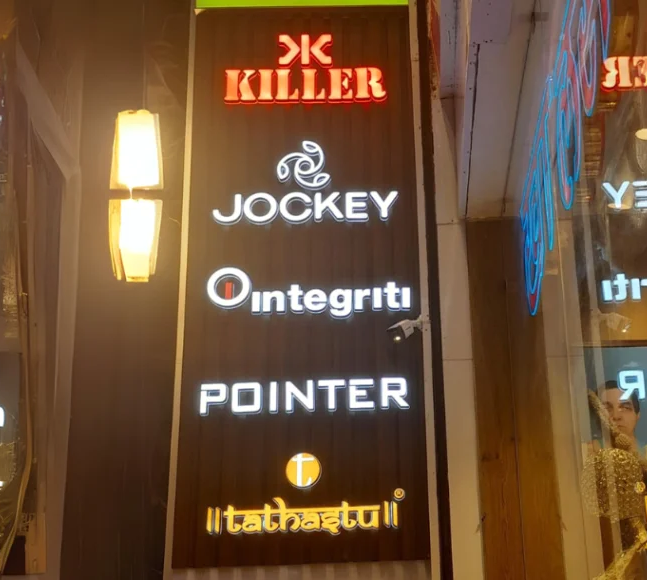 KILLER
JOCKEY
integriti
POINTER
t
||tathastu||®